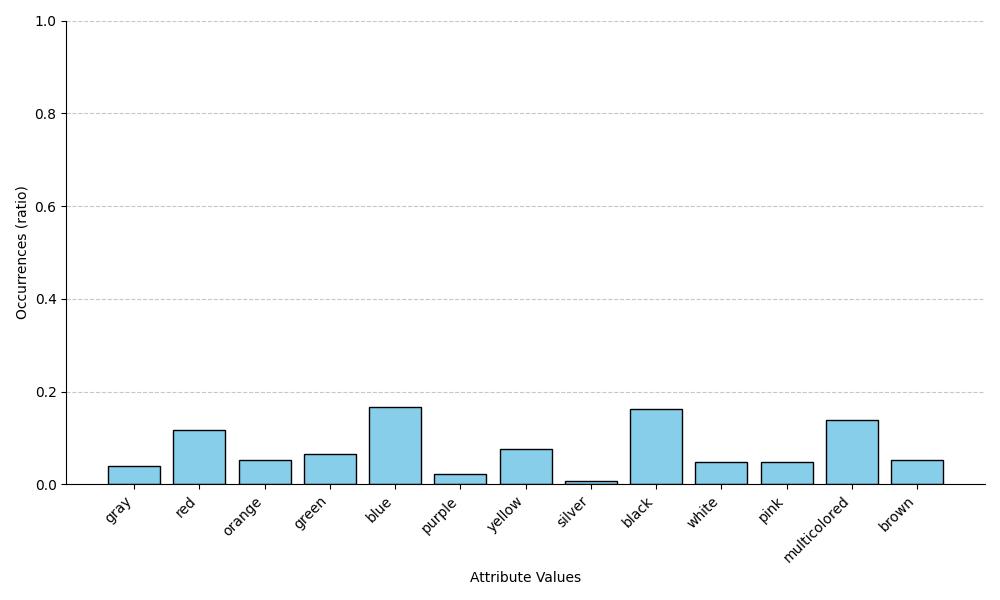 1.0
0.8
0.6
0.4
0.2
0.0
Occurrences (ratio)
gray
red
orange
green
blue
purple
yellow
silver
black
white
pink
multicolored
brown
Attribute Values